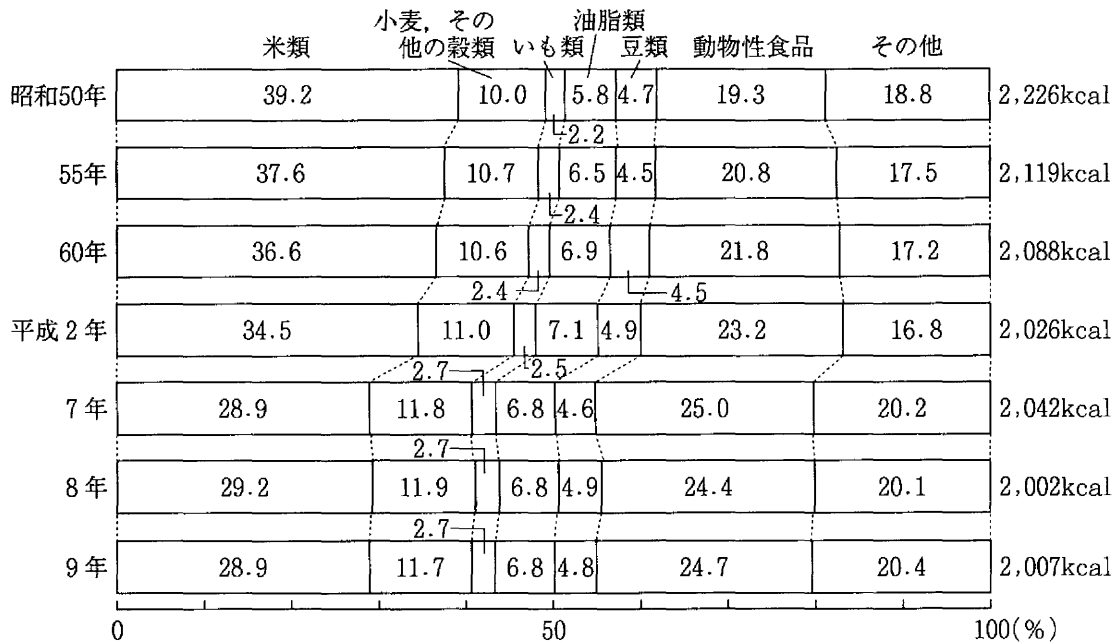 米類 小麦，その他の穀類 いも類 油脂類 豆類 動物性食品 その他
昭和50年 39.2 10.0 2.2 5.8 4.7 19.3 18.8 2,226kcal
55年 37.6 10.7 2.4 6.5 4.5 20.8 17.5 2,119kcal
60年 36.6 10.6 2.4 6.9 4.5 21.8 17.2 2,088kcal
平成2年 34.5 11.0 2.5 7.1 4.9 23.2 16.8 2,026kcal
7年 28.9 11.8 2.7 6.8 4.6 25.0 20.2 2,042kcal
8年 29.2 11.9 2.7 6.8 4.9 24.4 20.1 2,002kcal
9年 28.9 11.7 2.7 6.8 4.8 24.7 20.4 2,007kcal
0 50 100(%)